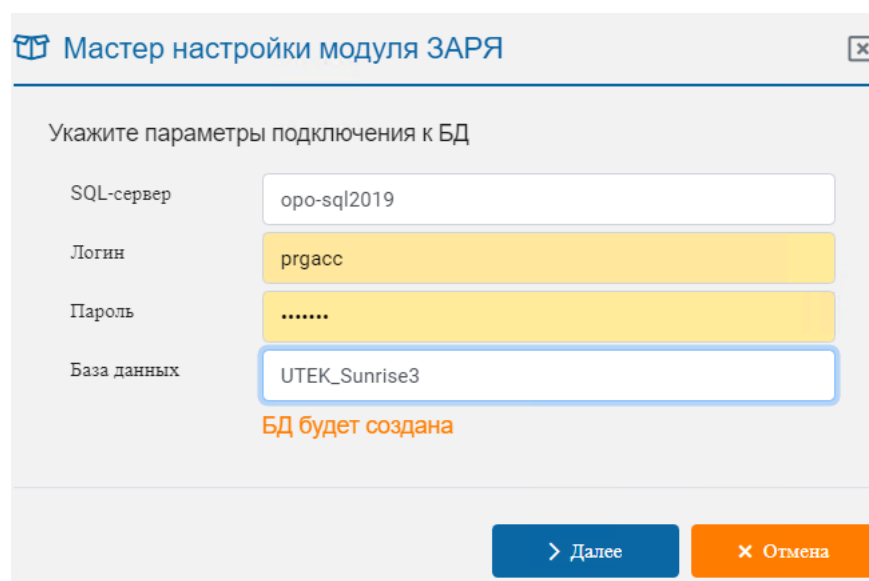 Мастер настройки модуля ЗАРЯ
Укажите параметры подключения к БД
SQL-сервер opo-sql2019
Логин prgacc
Пароль •••••••
База данных UTEK_Sunrise3
БД будет создана
Далее Отмена